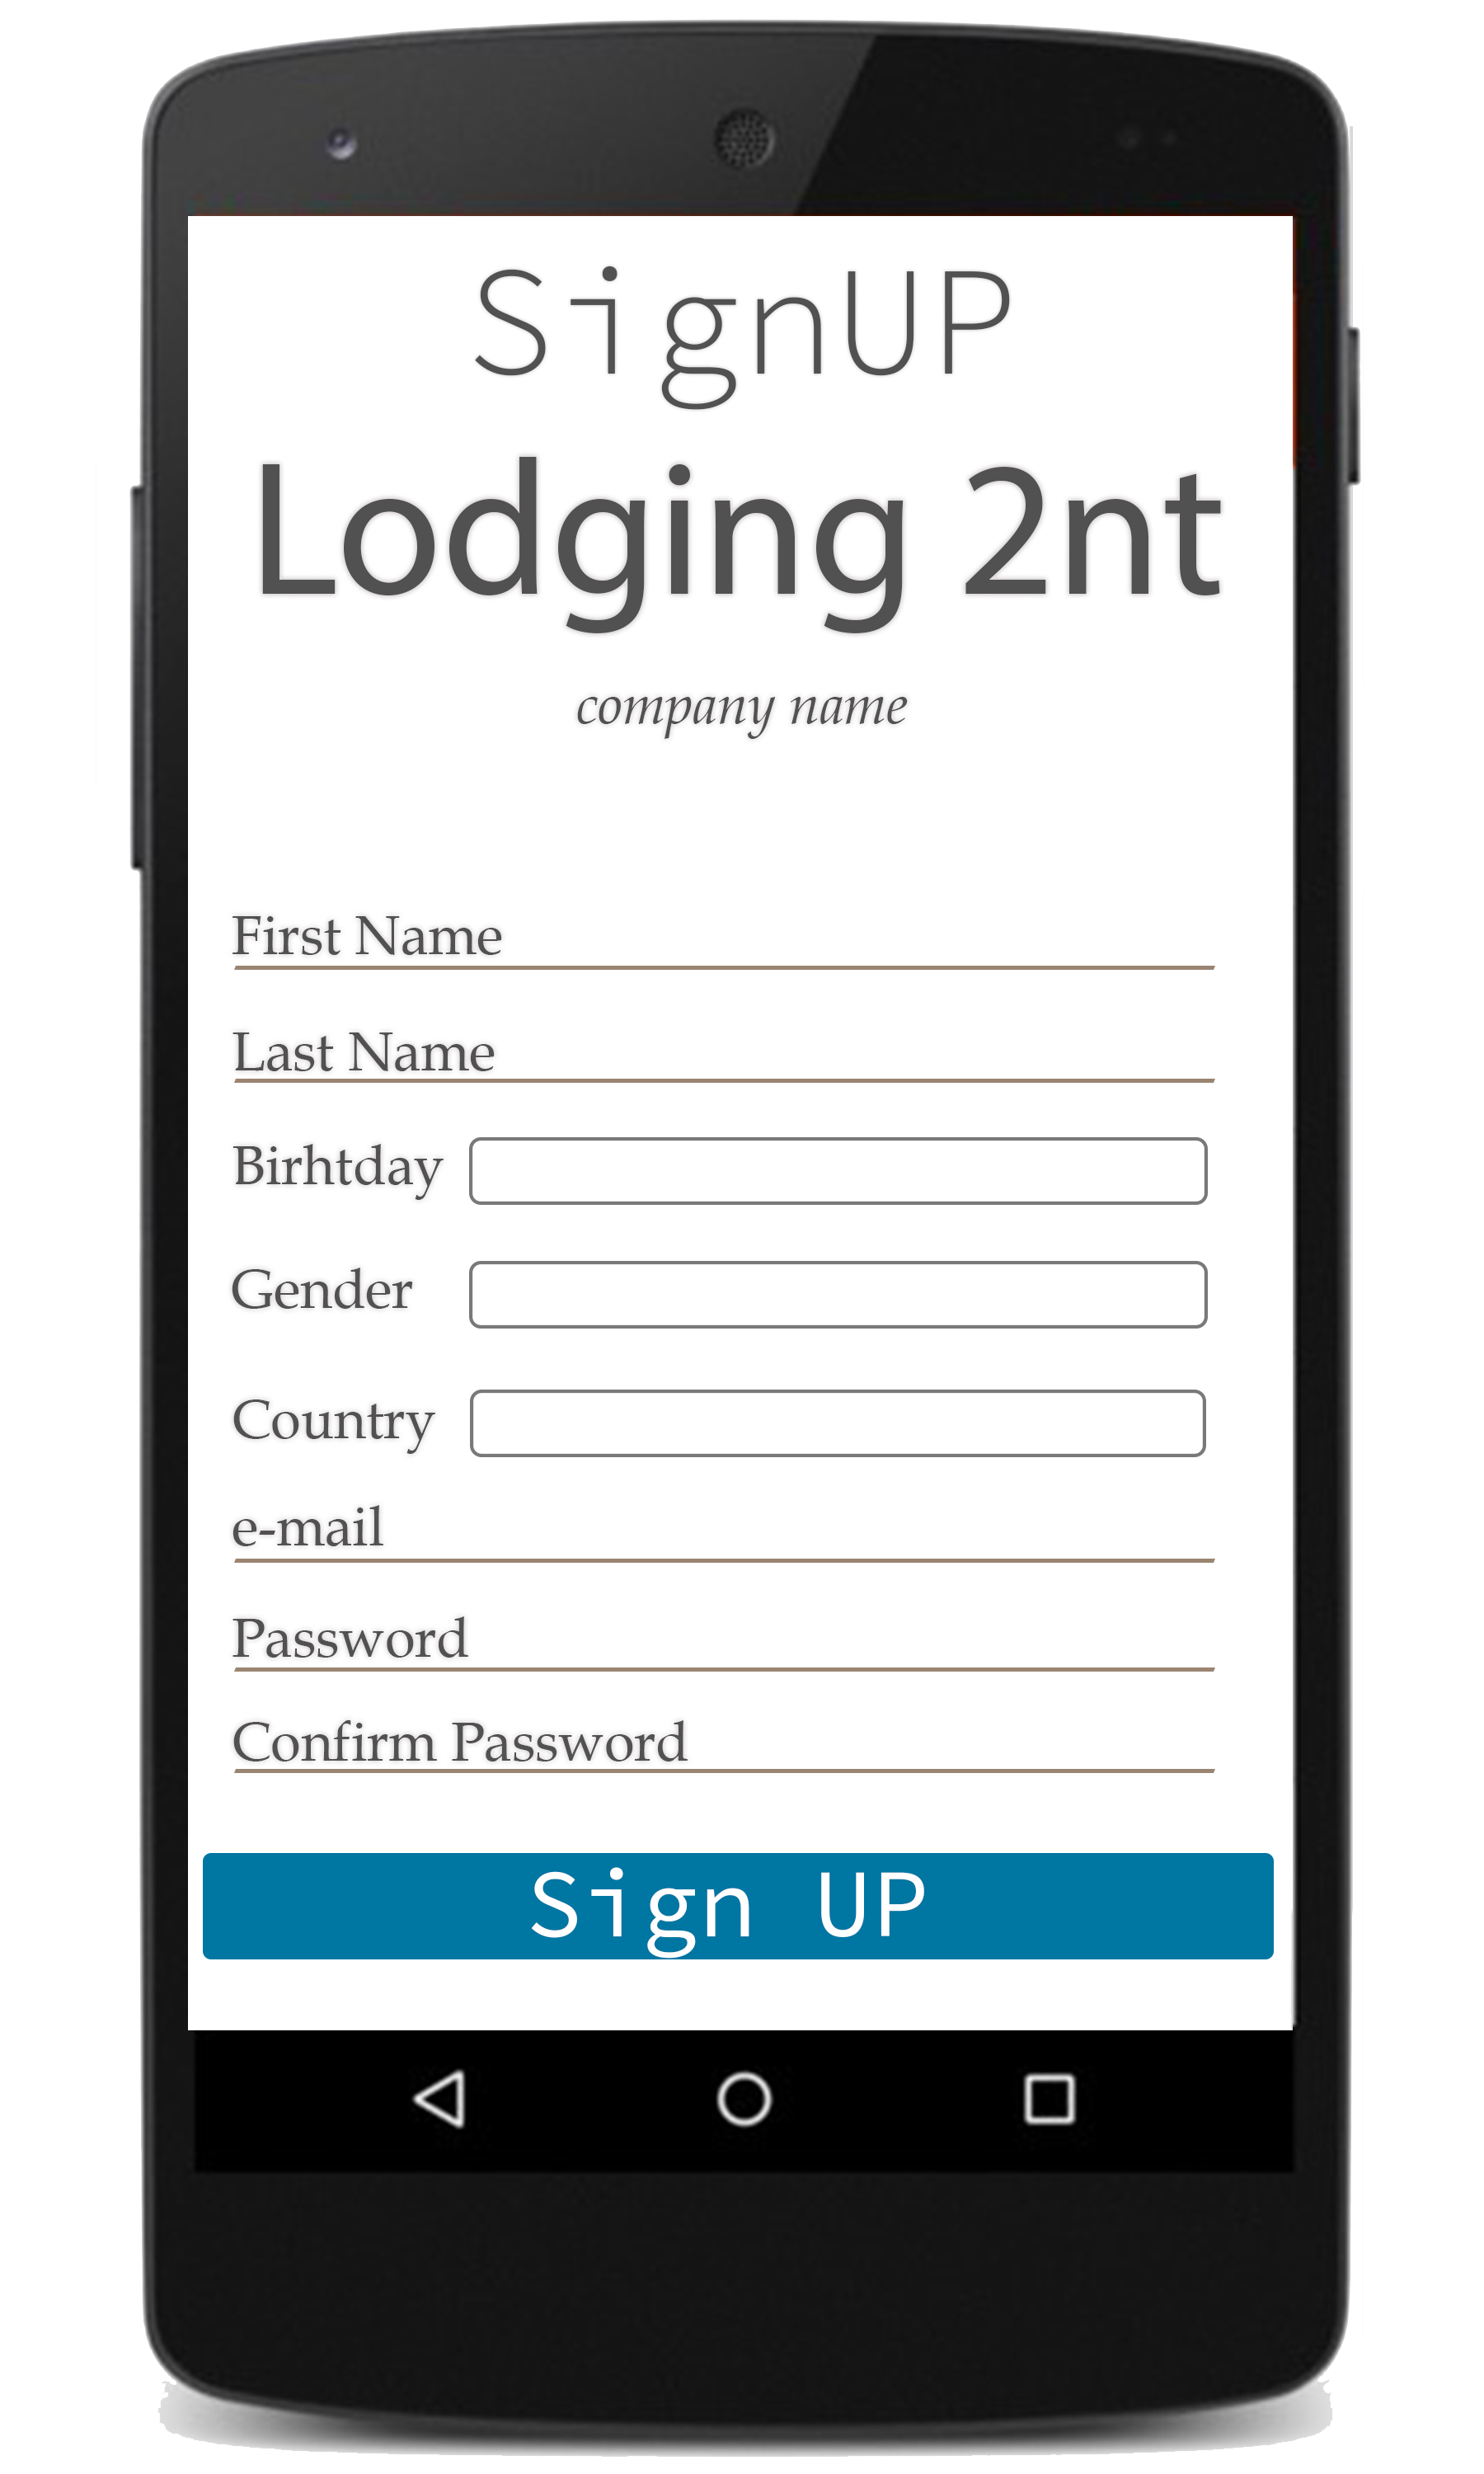 SignUP
Lodging 2nt
company name
First Name
Last Name
Birhtday
Gender
Country
e-mail
Password
Confirm Password
Sign UP